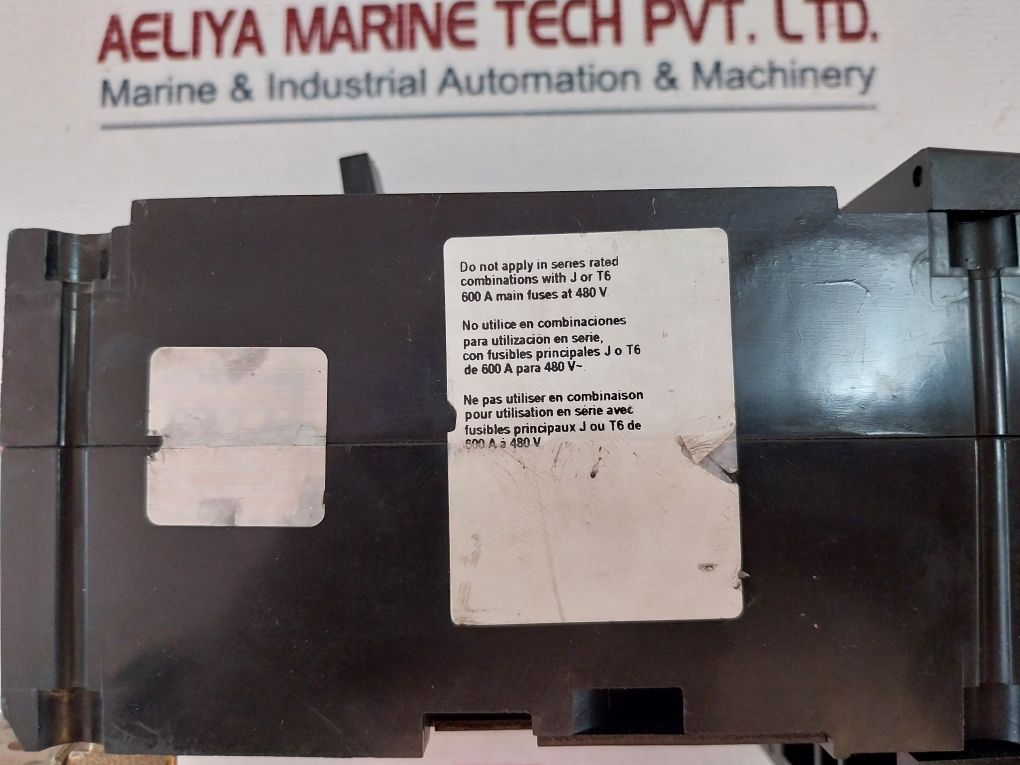 AELIYA MARINE TECH PVT. LTD.
Marine & Industrial Automation & Machinery
Do not apply in series rated
combinations with J or T6
600 A main fuses at 480 V
No utilice en combinaciones
para utilización en serie,
con fusibles principales J o T6
de 600 A para 480 V~.
Ne pas utiliser en combinaison
pour utilisation en série avec
fusibles principaux J ou T6 de
600 A à 480 V